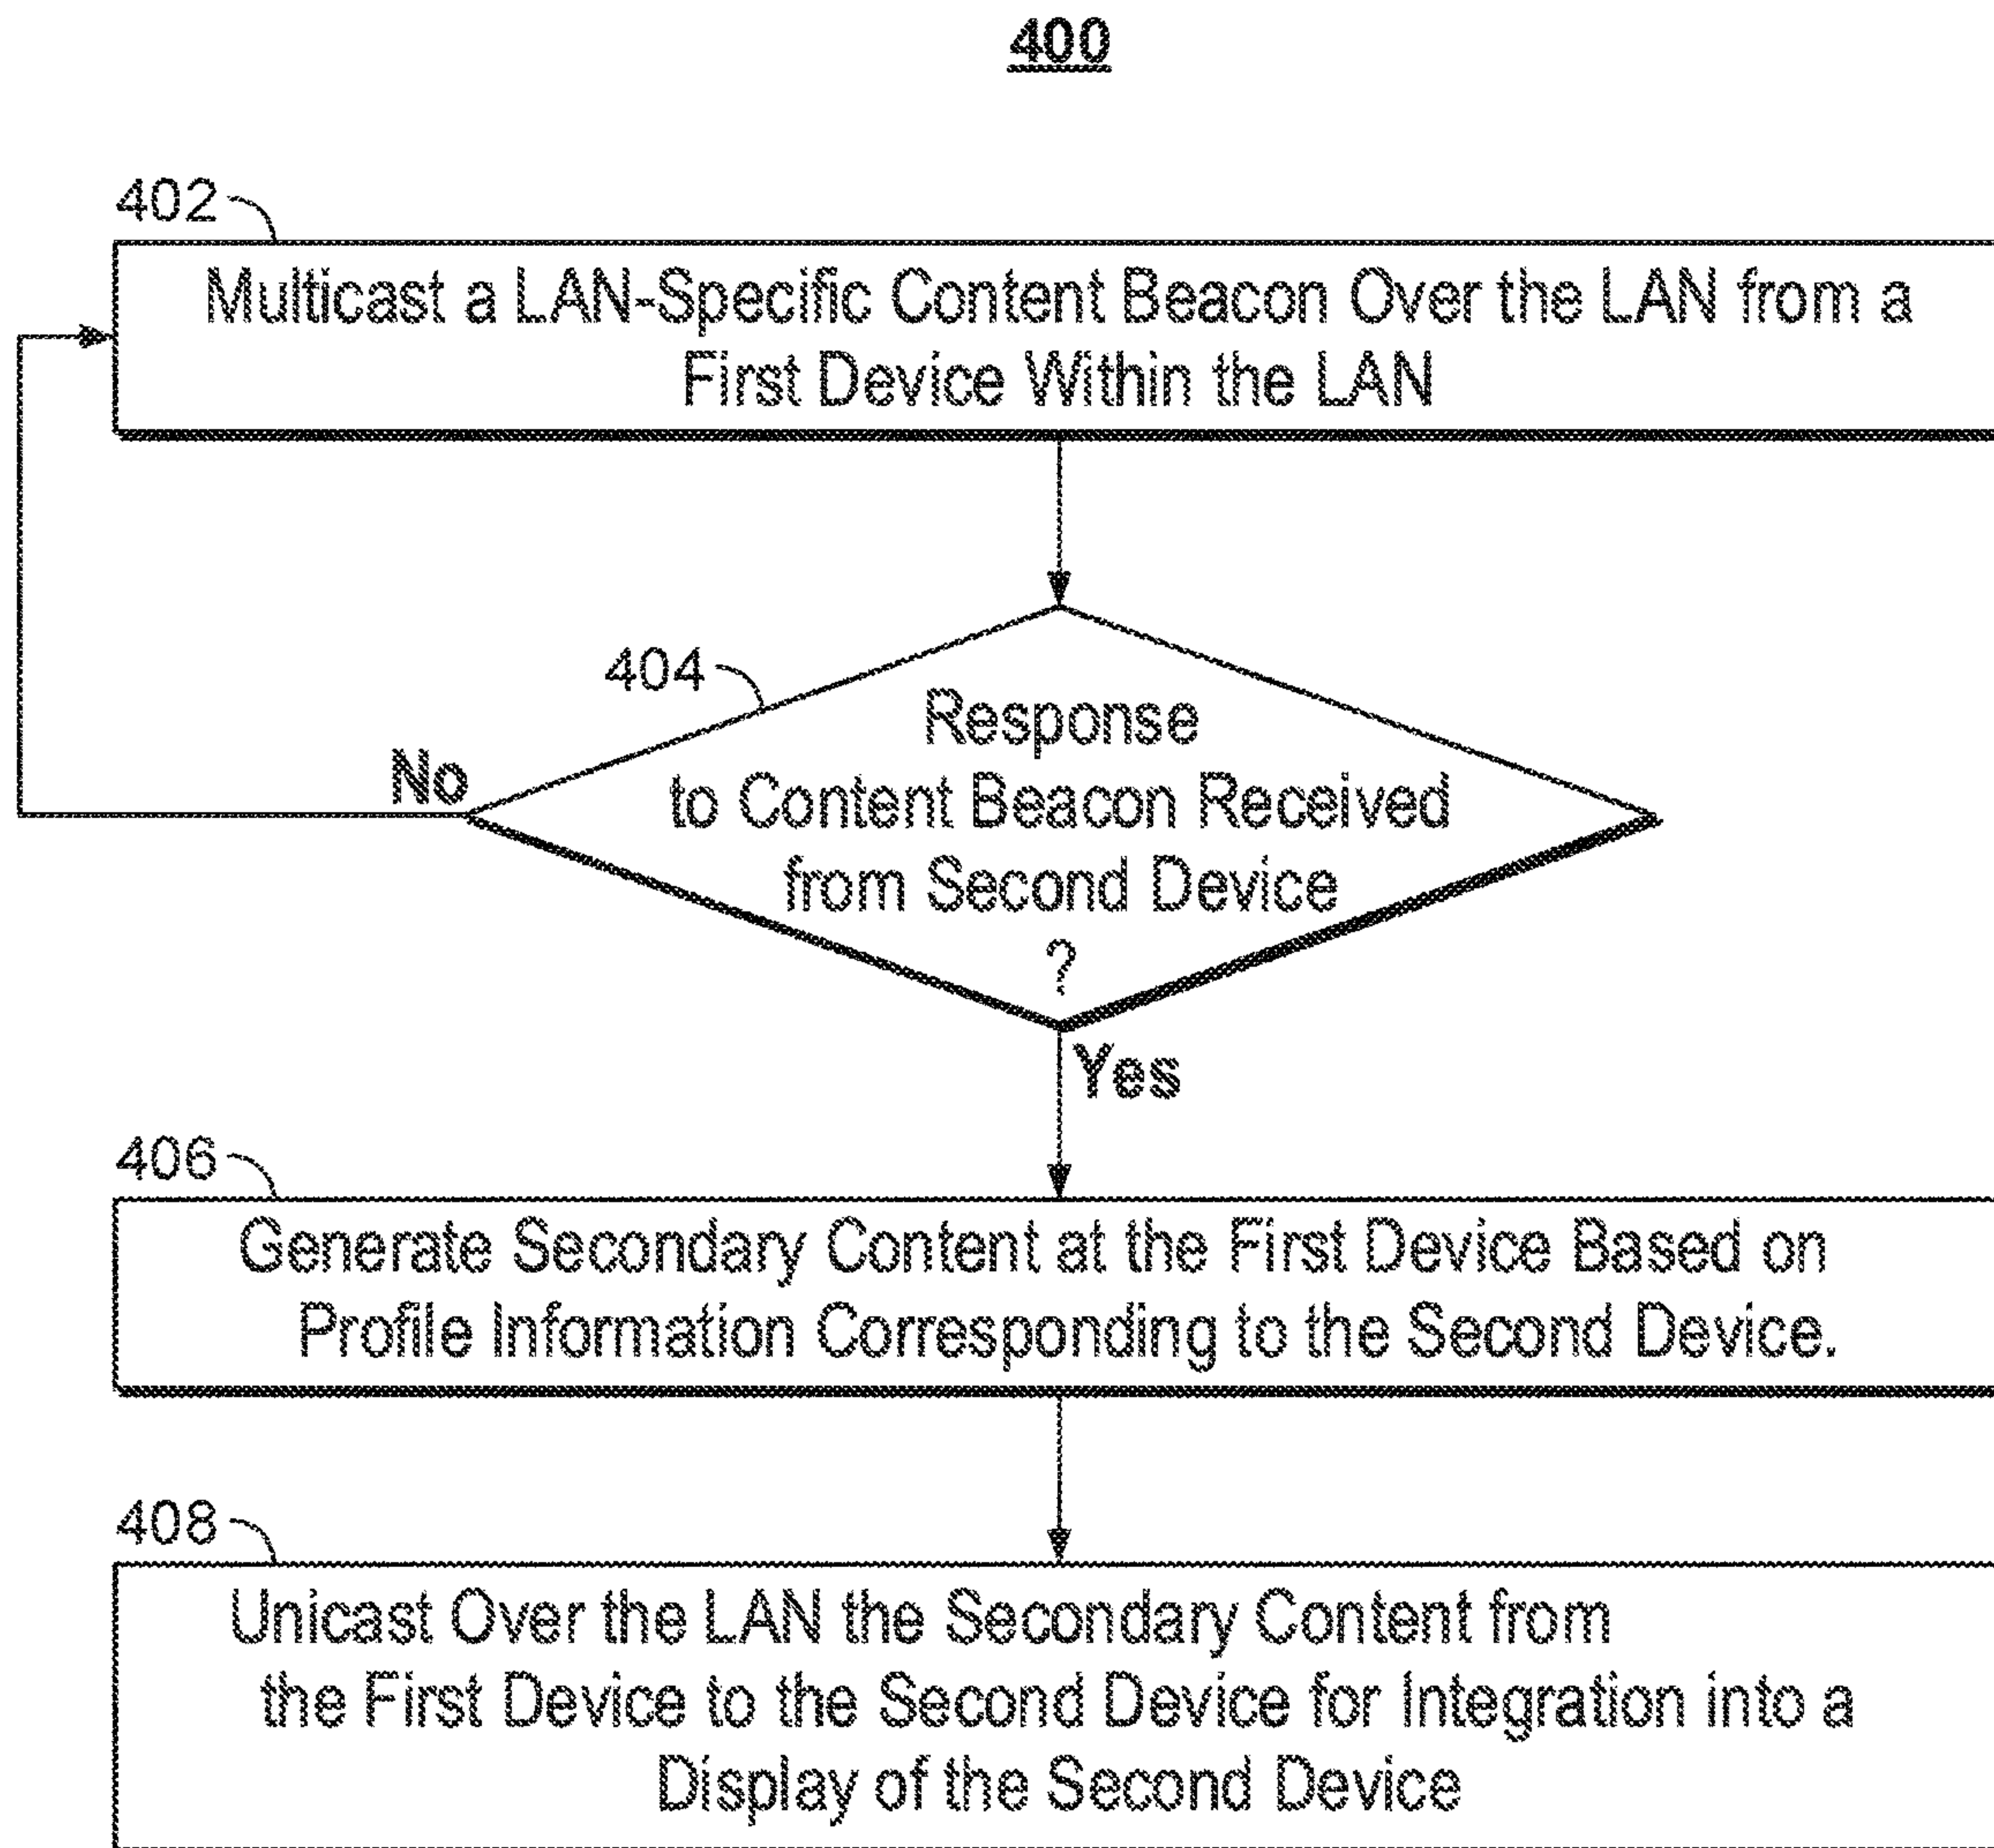 400
402
Multicast a LAN-Specific Content Beacon Over the LAN from a
First Device Within the LAN
404
Response
to Content Beacon Received
from Second Device
?
No
Yes
406
Generate Secondary Content at the First Device Based on
Profile Information Corresponding to the Second Device.
408
Unicast Over the LAN the Secondary Content from
the First Device to the Second Device for Integration into a
Display of the Second Device